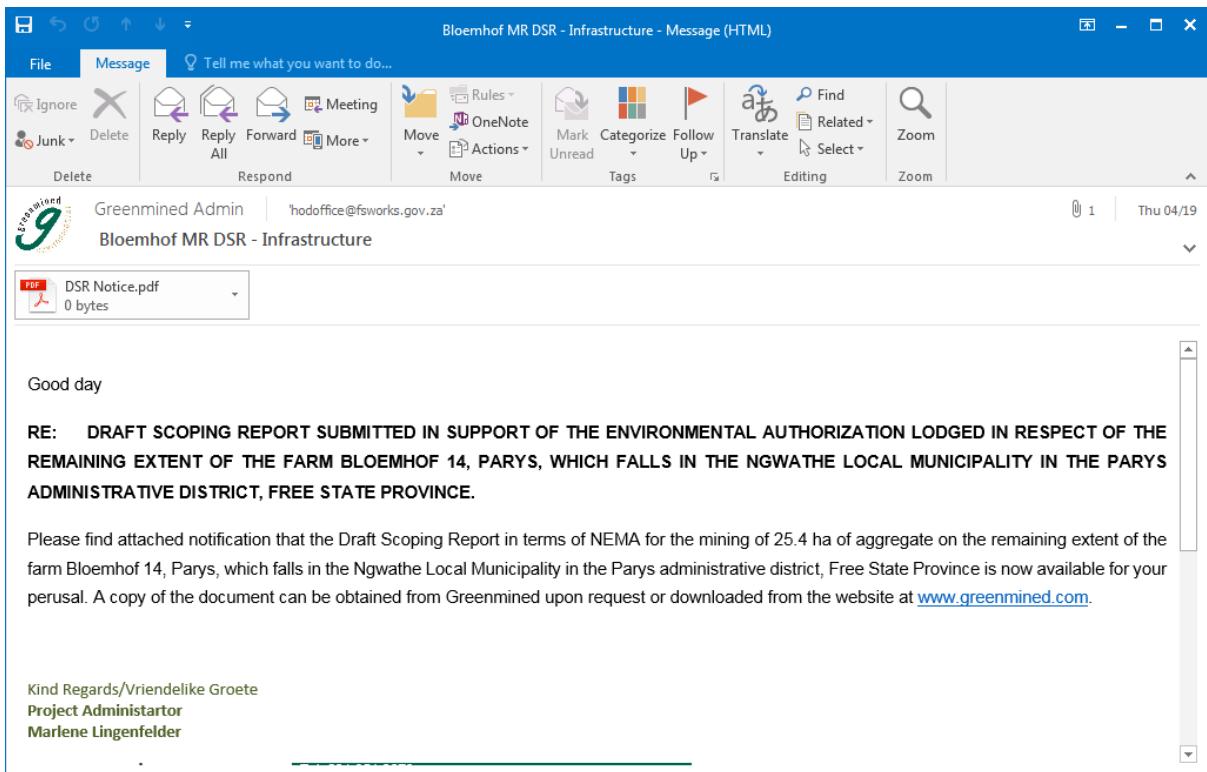 Bloemhof MR DSR - Infrastructure - Message (HTML)
File Message Tell me what you want to do...
Ignore
Junk
Delete
Reply
Reply All
Forward
Meeting
More
Move
Rules
OneNote
Actions
Mark Unread
Categorize
Follow Up
Translate
Find
Related
Select
Zoom
Delete Respond Move Tags Editing Zoom
greenmined
Greenmined Admin 'hodoffice@fsworks.gov.za' 1 Thu 04/19
Bloemhof MR DSR - Infrastructure
PDF
DSR Notice.pdf
0 bytes
Good day
RE: DRAFT SCOPING REPORT SUBMITTED IN SUPPORT OF THE ENVIRONMENTAL AUTHORIZATION LODGED IN RESPECT OF THE
REMAINING EXTENT OF THE FARM BLOEMHOF 14, PARYS, WHICH FALLS IN THE NGWATHE LOCAL MUNICIPALITY IN THE PARYS
ADMINISTRATIVE DISTRICT, FREE STATE PROVINCE.
Please find attached notification that the Draft Scoping Report in terms of NEMA for the mining of 25.4 ha of aggregate on the remaining extent of the
farm Bloemhof 14, Parys, which falls in the Ngwathe Local Municipality in the Parys administrative district, Free State Province is now available for your
perusal. A copy of the document can be obtained from Greenmined upon request or downloaded from the website at www.greenmined.com.
Kind Regards/Vriendelike Groete
Project Administartor
Marlene Lingenfelder